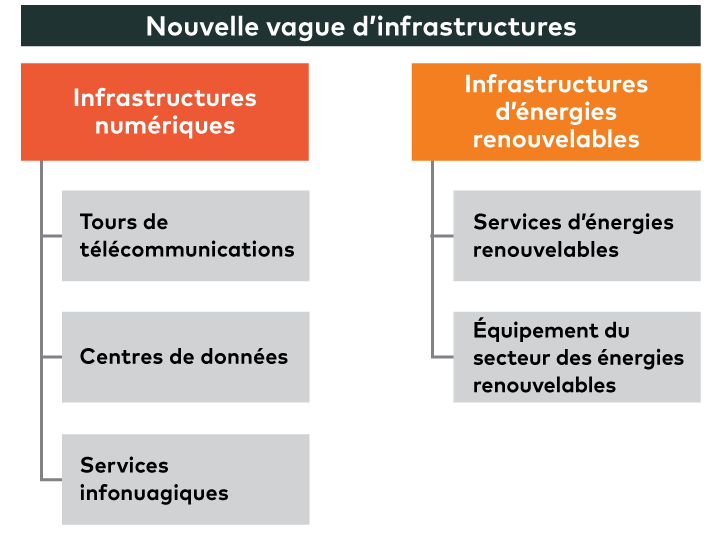 Nouvelle vague d’infrastructures
Infrastructures
numériques
Tours de
télécommunications
Centres de données
Services
infonuagiques
Infrastructures
d’énergies
renouvelables
Services d’énergies
renouvelables
Équipement du
secteur des énergies
renouvelables